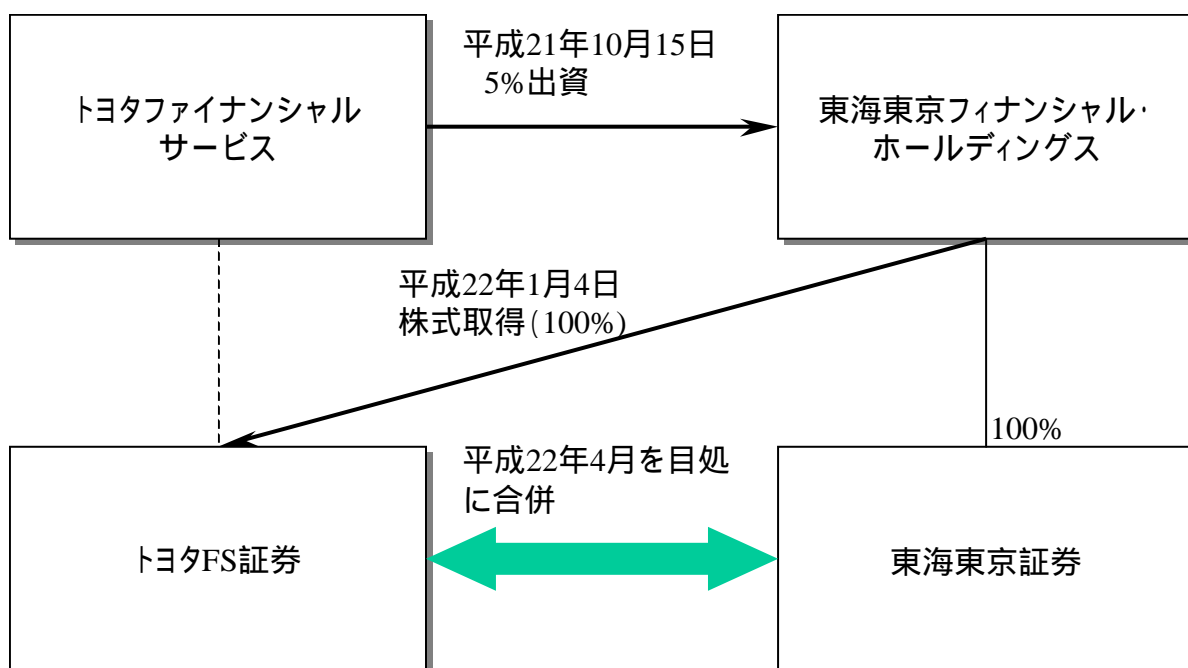 平成21年10月15日
5%出資
トヨタファイナンシャル
サービス
東海東京フィナンシャル・
ホールディングス
平成22年1月4日
株式取得(100%)
100%
平成22年4月を目処
に合併
トヨタFS証券
東海東京証券